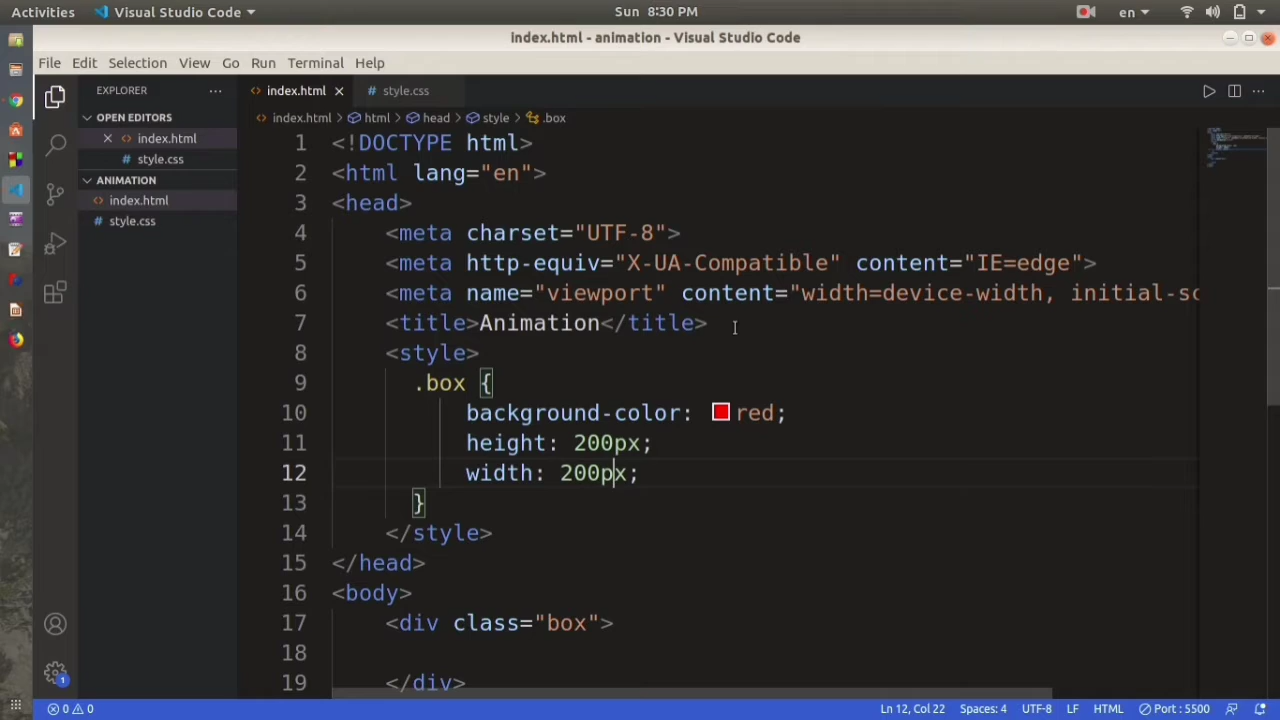 Activities Visual Studio Code Sun 8:30 PM en
index.html - animation - Visual Studio Code
File Edit Selection View Go Run Terminal Help
EXPLORER ··· index.html style.css ···
OPEN EDITORS index.html > html > head > style > .box
index.html
style.css
ANIMATION
index.html
style.css
1 <!DOCTYPE html>
2 <html lang="en">
3 <head>
4 <meta charset="UTF-8">
5 <meta http-equiv="X-UA-Compatible" content="IE=edge">
6 <meta name="viewport" content="width=device-width, initial-sc
7 <title>Animation</title>
8 <style>
9 .box {
10 background-color: red;
11 height: 200px;
12 width: 200px;
13 }
14 </style>
15 </head>
16 <body>
17 <div class="box">
18
19 </div>
1
0 0 Ln 12, Col 22 Spaces: 4 UTF-8 LF HTML Port : 5500